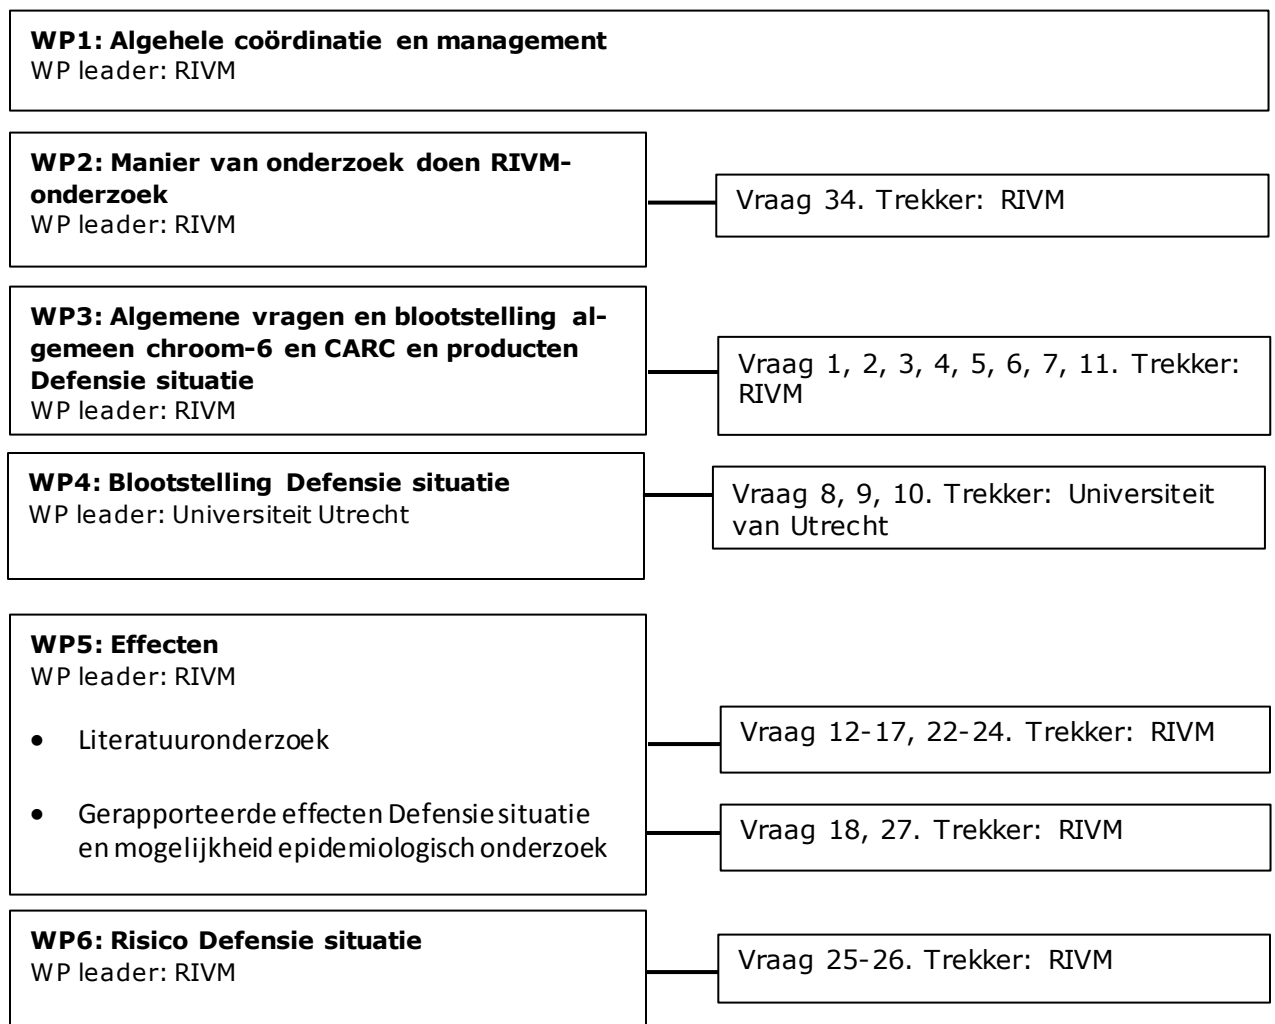 WP1: Algehele coördinatie en management
WP leader: RIVM
WP2: Manier van onderzoek doen RIVM-
onderzoek
WP leader: RIVM
Vraag 34. Trekker: RIVM
WP3: Algemene vragen en blootstelling al-
gemeen chroom-6 en CARC en producten
Defensie situatie
WP leader: RIVM
Vraag 1, 2, 3, 4, 5, 6, 7, 11. Trekker:
RIVM
WP4: Blootstelling Defensie situatie
WP leader: Universiteit Utrecht
Vraag 8, 9, 10. Trekker: Universiteit
van Utrecht
WP5: Effecten
WP leader: RIVM
• Literatuuronderzoek
Vraag 12-17, 22-24. Trekker: RIVM
• Gerapporteerde effecten Defensie situatie
en mogelijkheid epidemiologisch onderzoek
Vraag 18, 27. Trekker: RIVM
WP6: Risico Defensie situatie
WP leader: RIVM
Vraag 25-26. Trekker: RIVM